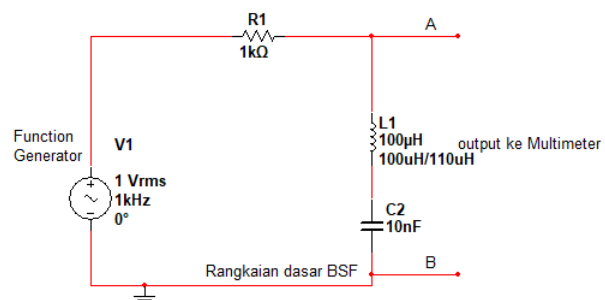 R1
1kΩ
A
Function
Generator
V1
1 Vrms
1kHz
0°
L1
100μH
100uH/110uH
output ke Multimeter
C2
10nF
Rangkaian dasar BSF
B